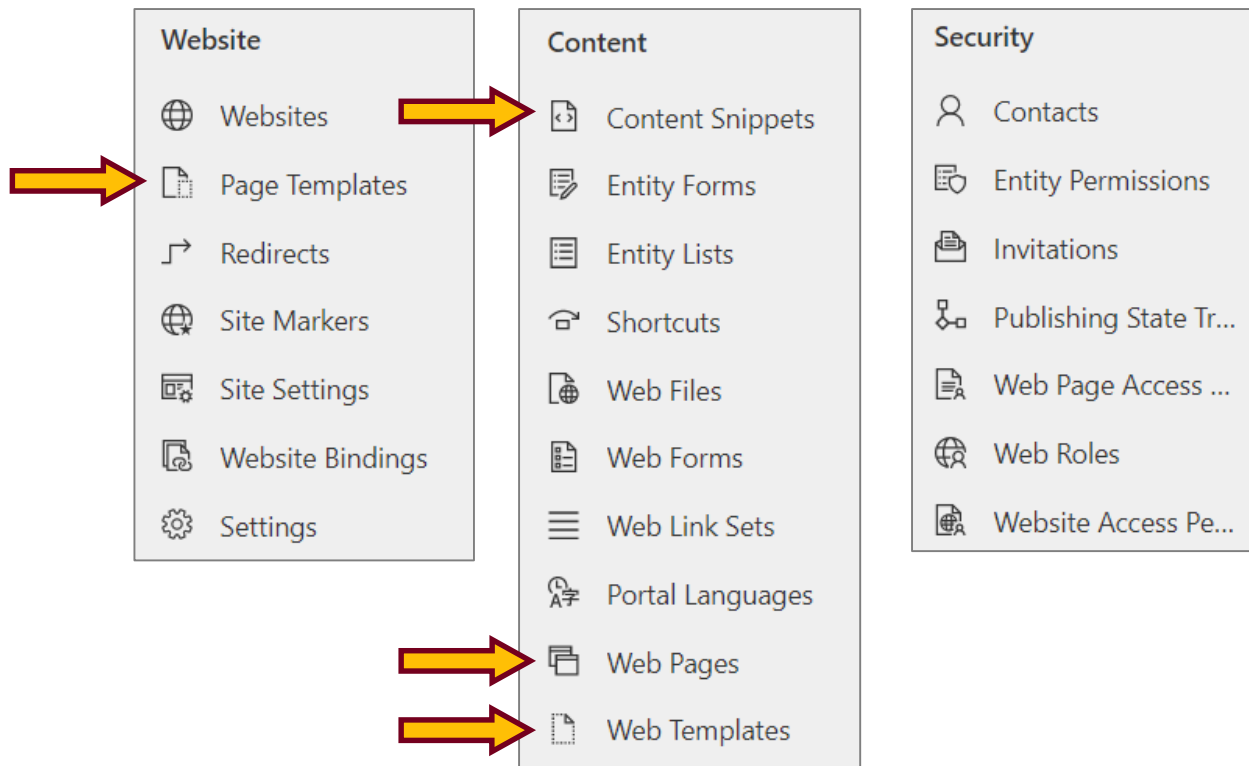 Website
Websites
Page Templates
Redirects
Site Markers
Site Settings
Website Bindings
Settings
Content
Content Snippets
Entity Forms
Entity Lists
Shortcuts
Web Files
Web Forms
Web Link Sets
Portal Languages
Web Pages
Web Templates
Security
Contacts
Entity Permissions
Invitations
Publishing State Tr...
Web Page Access ...
Web Roles
Website Access Pe...